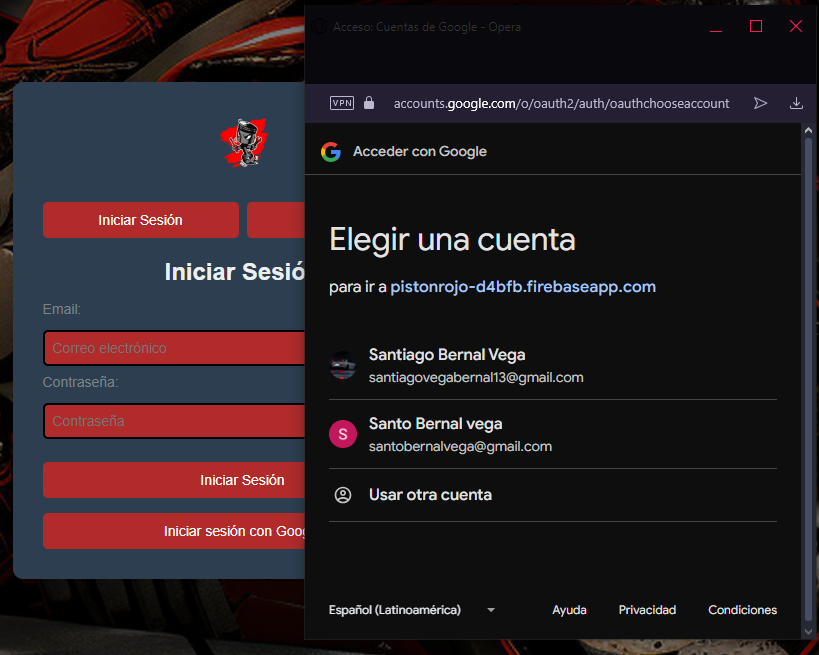 Acceso: Cuentas de Google - Opera
VPN
accounts.google.com/o/oauth2/auth/oauthchooseaccount
Acceder con Google
Elegir una cuenta
para ir a pistonrojo-d4bfb.firebaseapp.com
Santiago Bernal Vega
santiagovegabernal13@gmail.com
S
Santo Bernal vega
santobernalvega@gmail.com
Usar otra cuenta
Español (Latinoamérica)
Ayuda
Privacidad
Condiciones
Iniciar Sesión
Iniciar Sesió
Email:
Correo electrónico
Contraseña:
Contraseña
Iniciar Sesión
Iniciar sesión con Goog